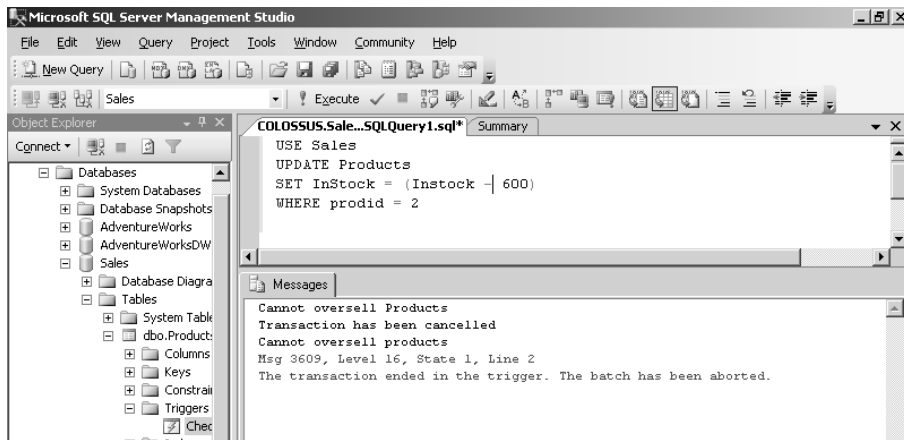 Microsoft SQL Server Management Studio
File Edit View Query Project Tools Window Community Help
New Query
Sales
Execute
Object Explorer
COLOSSUS.Sale...SQLQuery1.sql* Summary
Connect
Databases
System Databases
Database Snapshots
AdventureWorks
AdventureWorksDW
Sales
Database Diagra
Tables
System Table
dbo.Product
Columns
Keys
Constrai
Triggers
Chec
USE Sales
UPDATE Products
SET InStock = (Instock - 600)
WHERE prodid = 2
Messages
Cannot oversell Products
Transaction has been cancelled
Cannot oversell products
Msg 3609, Level 16, State 1, Line 2
The transaction ended in the trigger. The batch has been aborted.